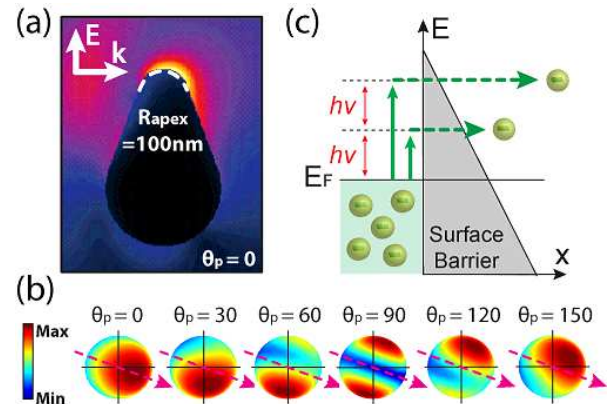 (a)
E
k
Rapex
=100nm
θp = 0
(c)
E
hν
hν
EF
Surface
Barrier
x
(b)
Max
Min
θp = 0
θp = 30
θp = 60
θp = 90
θp = 120
θp = 150